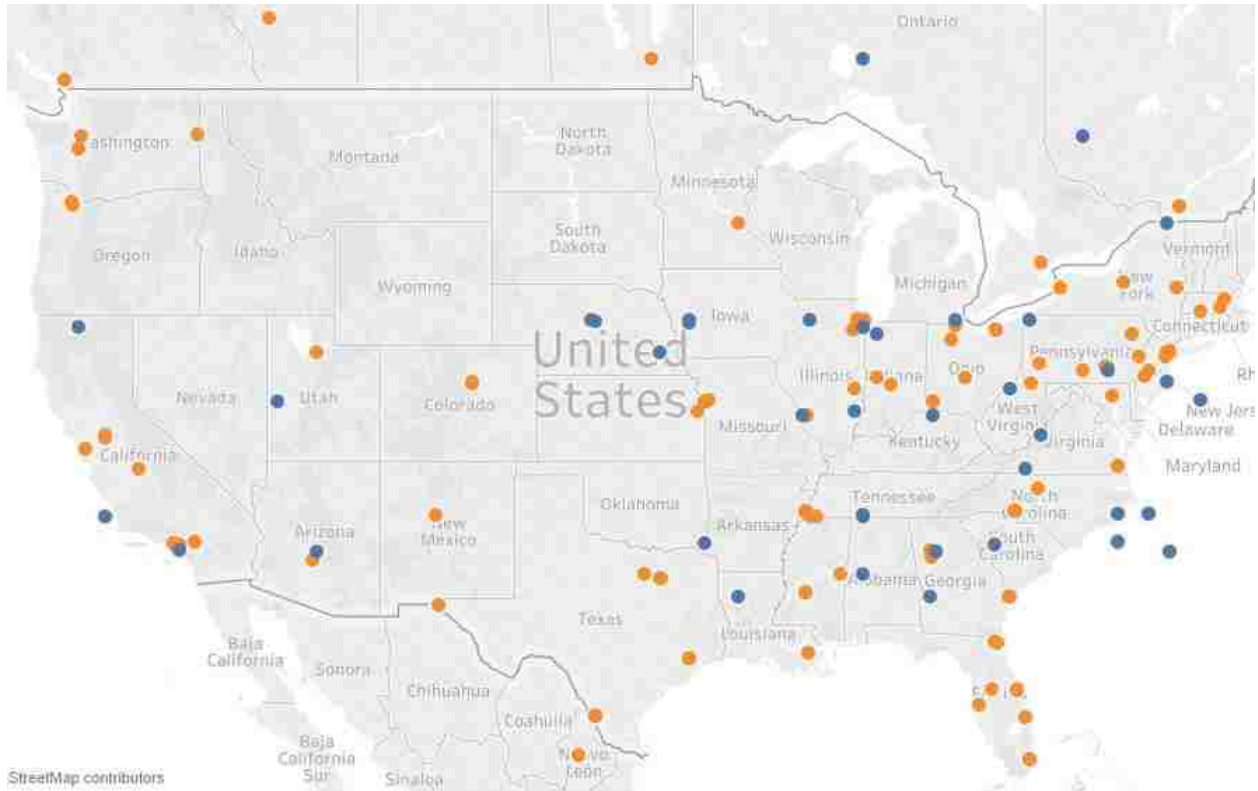 Ontario
Washington
North
Dakota
Montana
Minnesota
South
Dakota
Wisconsin
Vermont
Oregon
Idaho
Michigan
New
York
Wyoming
Iowa
Connecticut
United
States
Pennsylvania
Illinois
Indiana
Ohio
Nevada
Utah
Colorado
West
Virginia
New Jers
Missouri
Delaware
Kentucky
Virginia
California
Maryland
Oklahoma
Tennessee
North
Carolina
Arizona
New
Mexico
Arkansas
South
Carolina
Alabama
Georgia
Texas
Louisiana
Baja
California
Sonora
Chihuahua
Coahuila
Baja
California
Sur
Sinaloa
Nuevo
León
StreetMap contributors